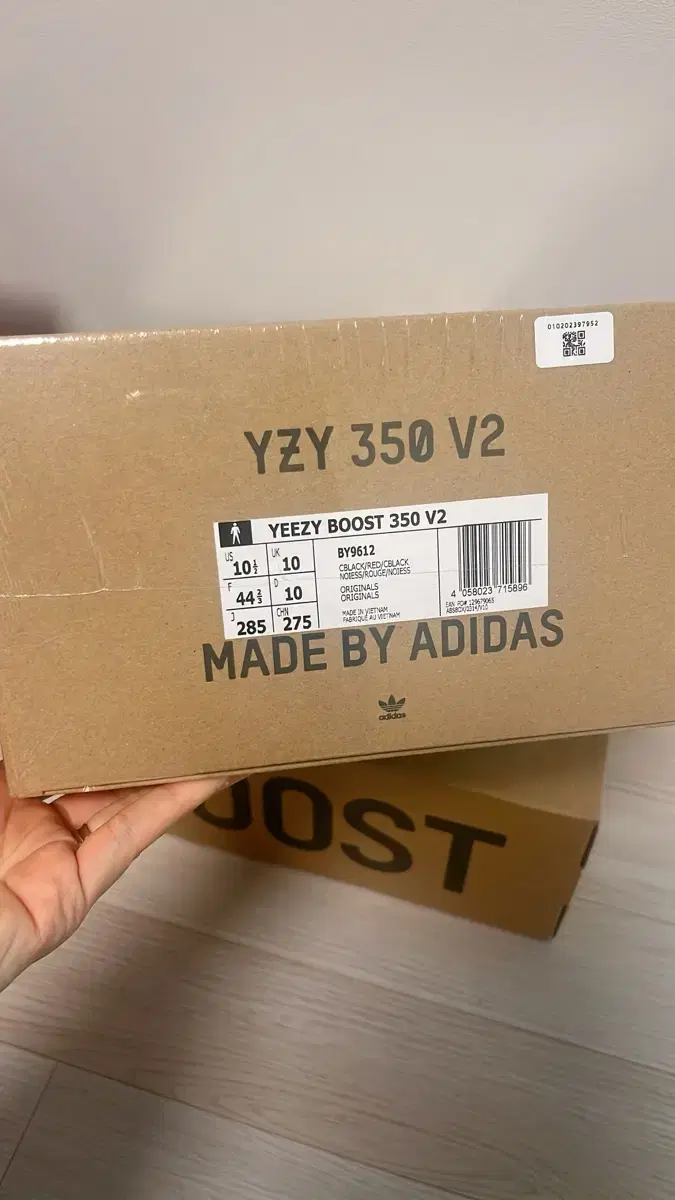 010202397952
YZY 350 V2
YEEZY BOOST 350 V2
US 10½
UK 10
F 44⅔
D 10
J 285
CHN 275
BY9612
CBLACK/RED/CBLACK
NOIESS/ROUGE/NOIESS
ORIGINALS
ORIGINALS
MADE IN VIETNAM
FABRIQUÉ AU VIETNAM
4 058023 715896
MADE BY ADIDAS
adidas
OOST